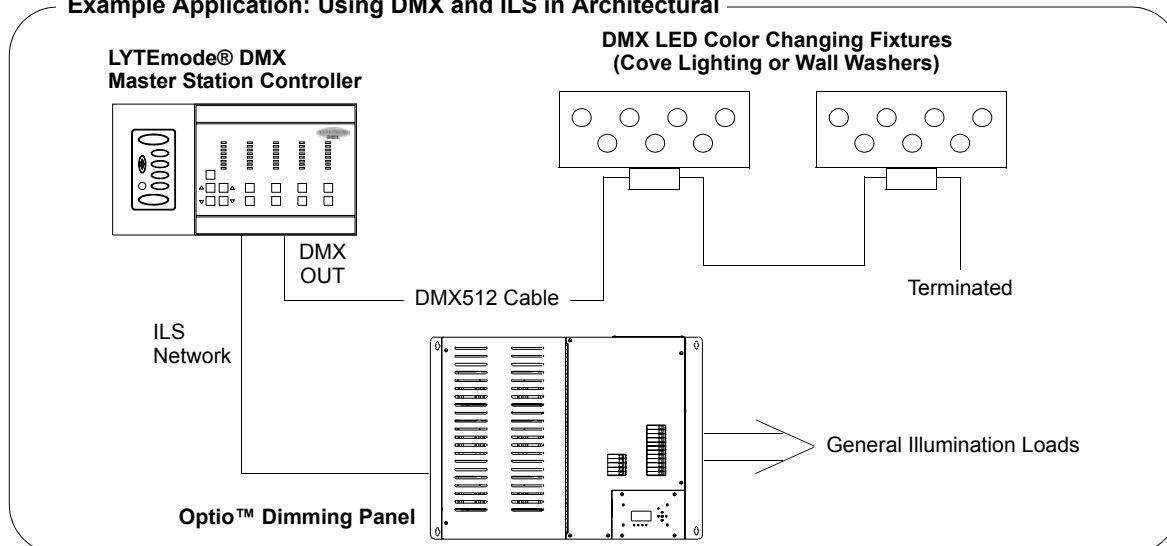 Example Application: Using DMX and ILS in Architectural
LYTEmode® DMX
Master Station Controller
DMX LED Color Changing Fixtures
(Cove Lighting or Wall Washers)
DMX
OUT
DMX512 Cable
Terminated
ILS
Network
General Illumination Loads
Optio™ Dimming Panel